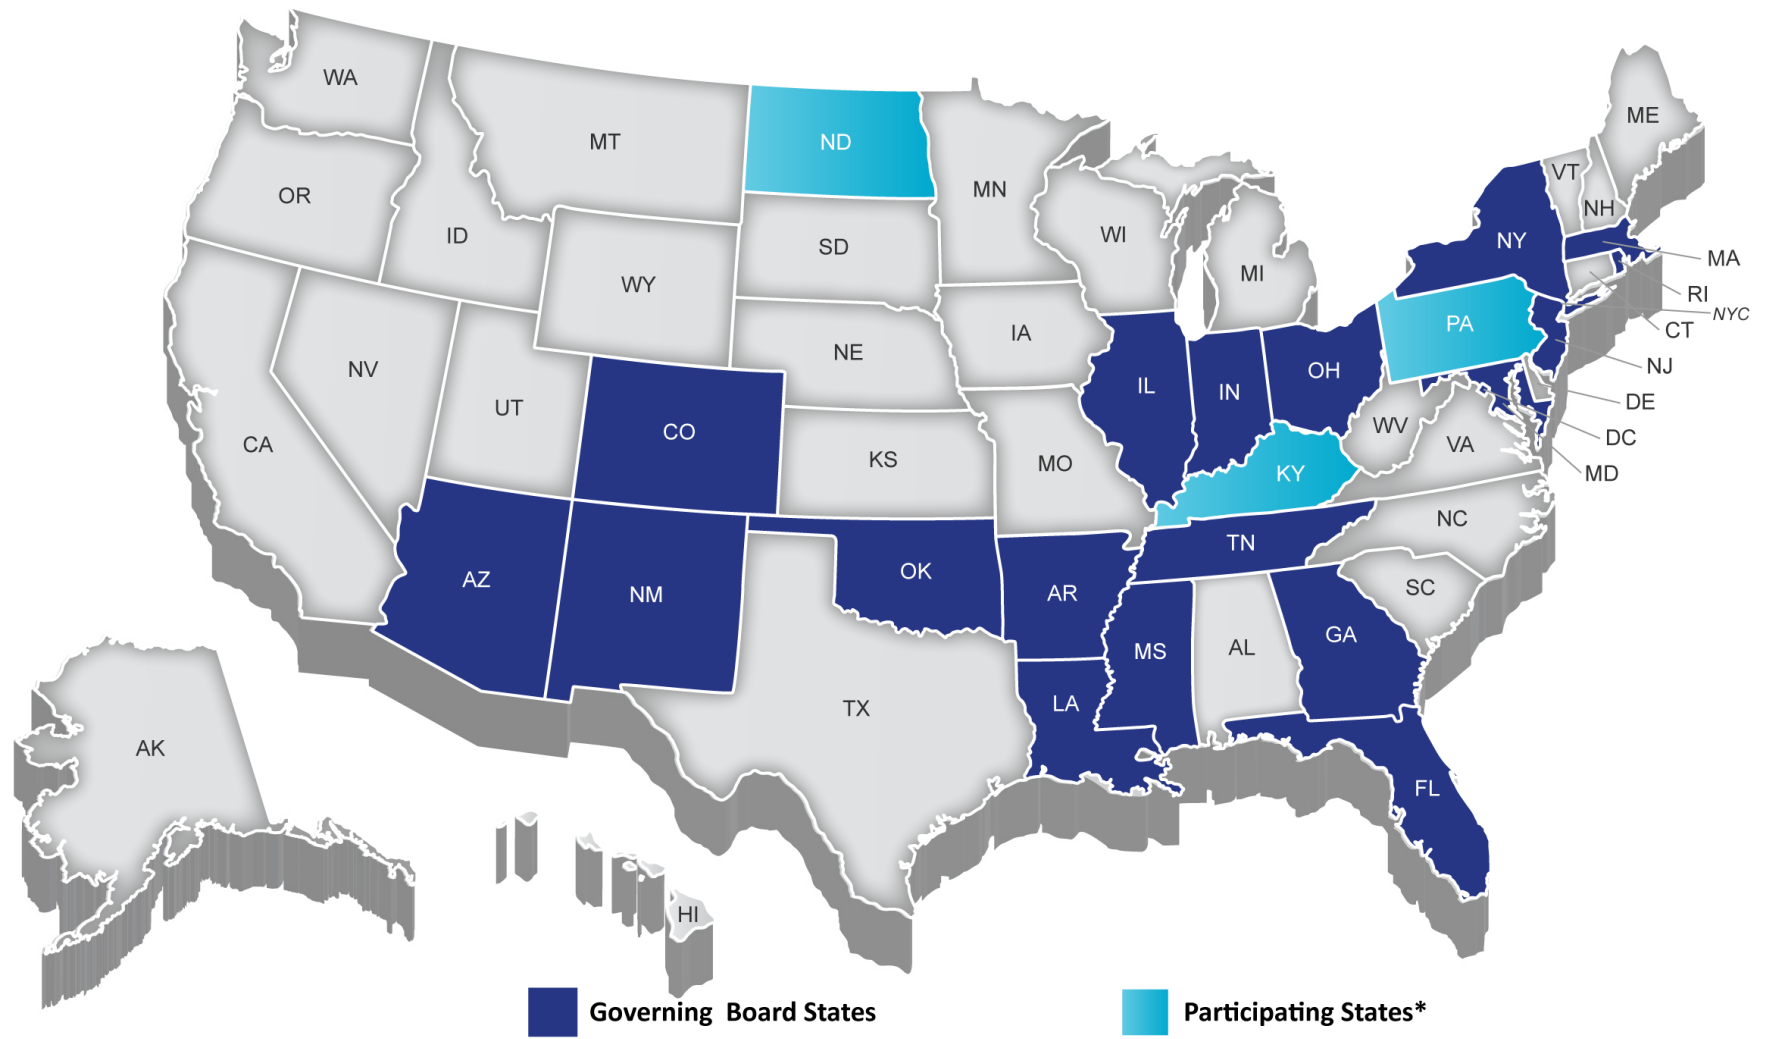 WA
ME
MT
ND
VT
MN
OR
NH
ID
SD
WI
NY
MA
MI
WY
RI
NYC
IA
PA
CT
NE
NV
OH
NJ
IL
IN
UT
DE
CO
WV
DC
CA
VA
KS
MO
KY
MD
NC
TN
OK
AZ
SC
NM
AR
GA
MS
AL
LA
TX
AK
FL
HI
Governing Board States
Participating States*